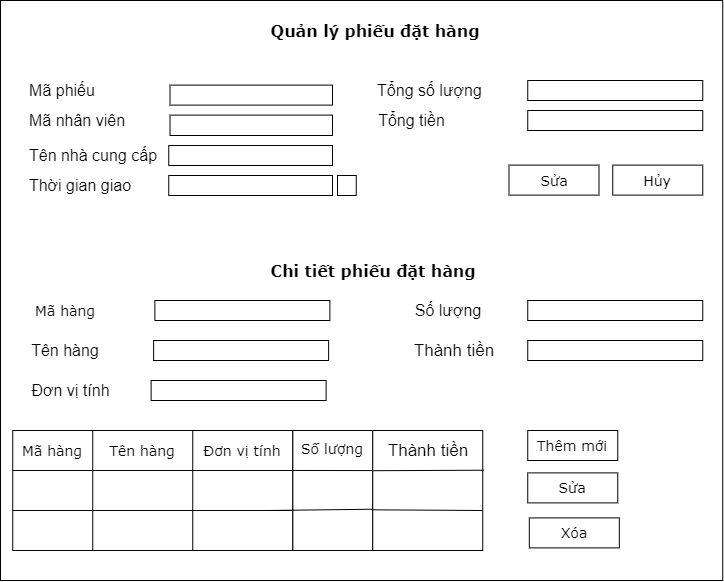 Quản lý phiếu đặt hàng
Mã phiếu Tổng số lượng
Mã nhân viên Tổng tiền
Tên nhà cung cấp
Thời gian giao Sửa Hủy
Chi tiết phiếu đặt hàng
Mã hàng Số lượng
Tên hàng Thành tiền
Đơn vị tính
Mã hàng Tên hàng Đơn vị tính Số lượng Thành tiền Thêm mới
Sửa
Xóa